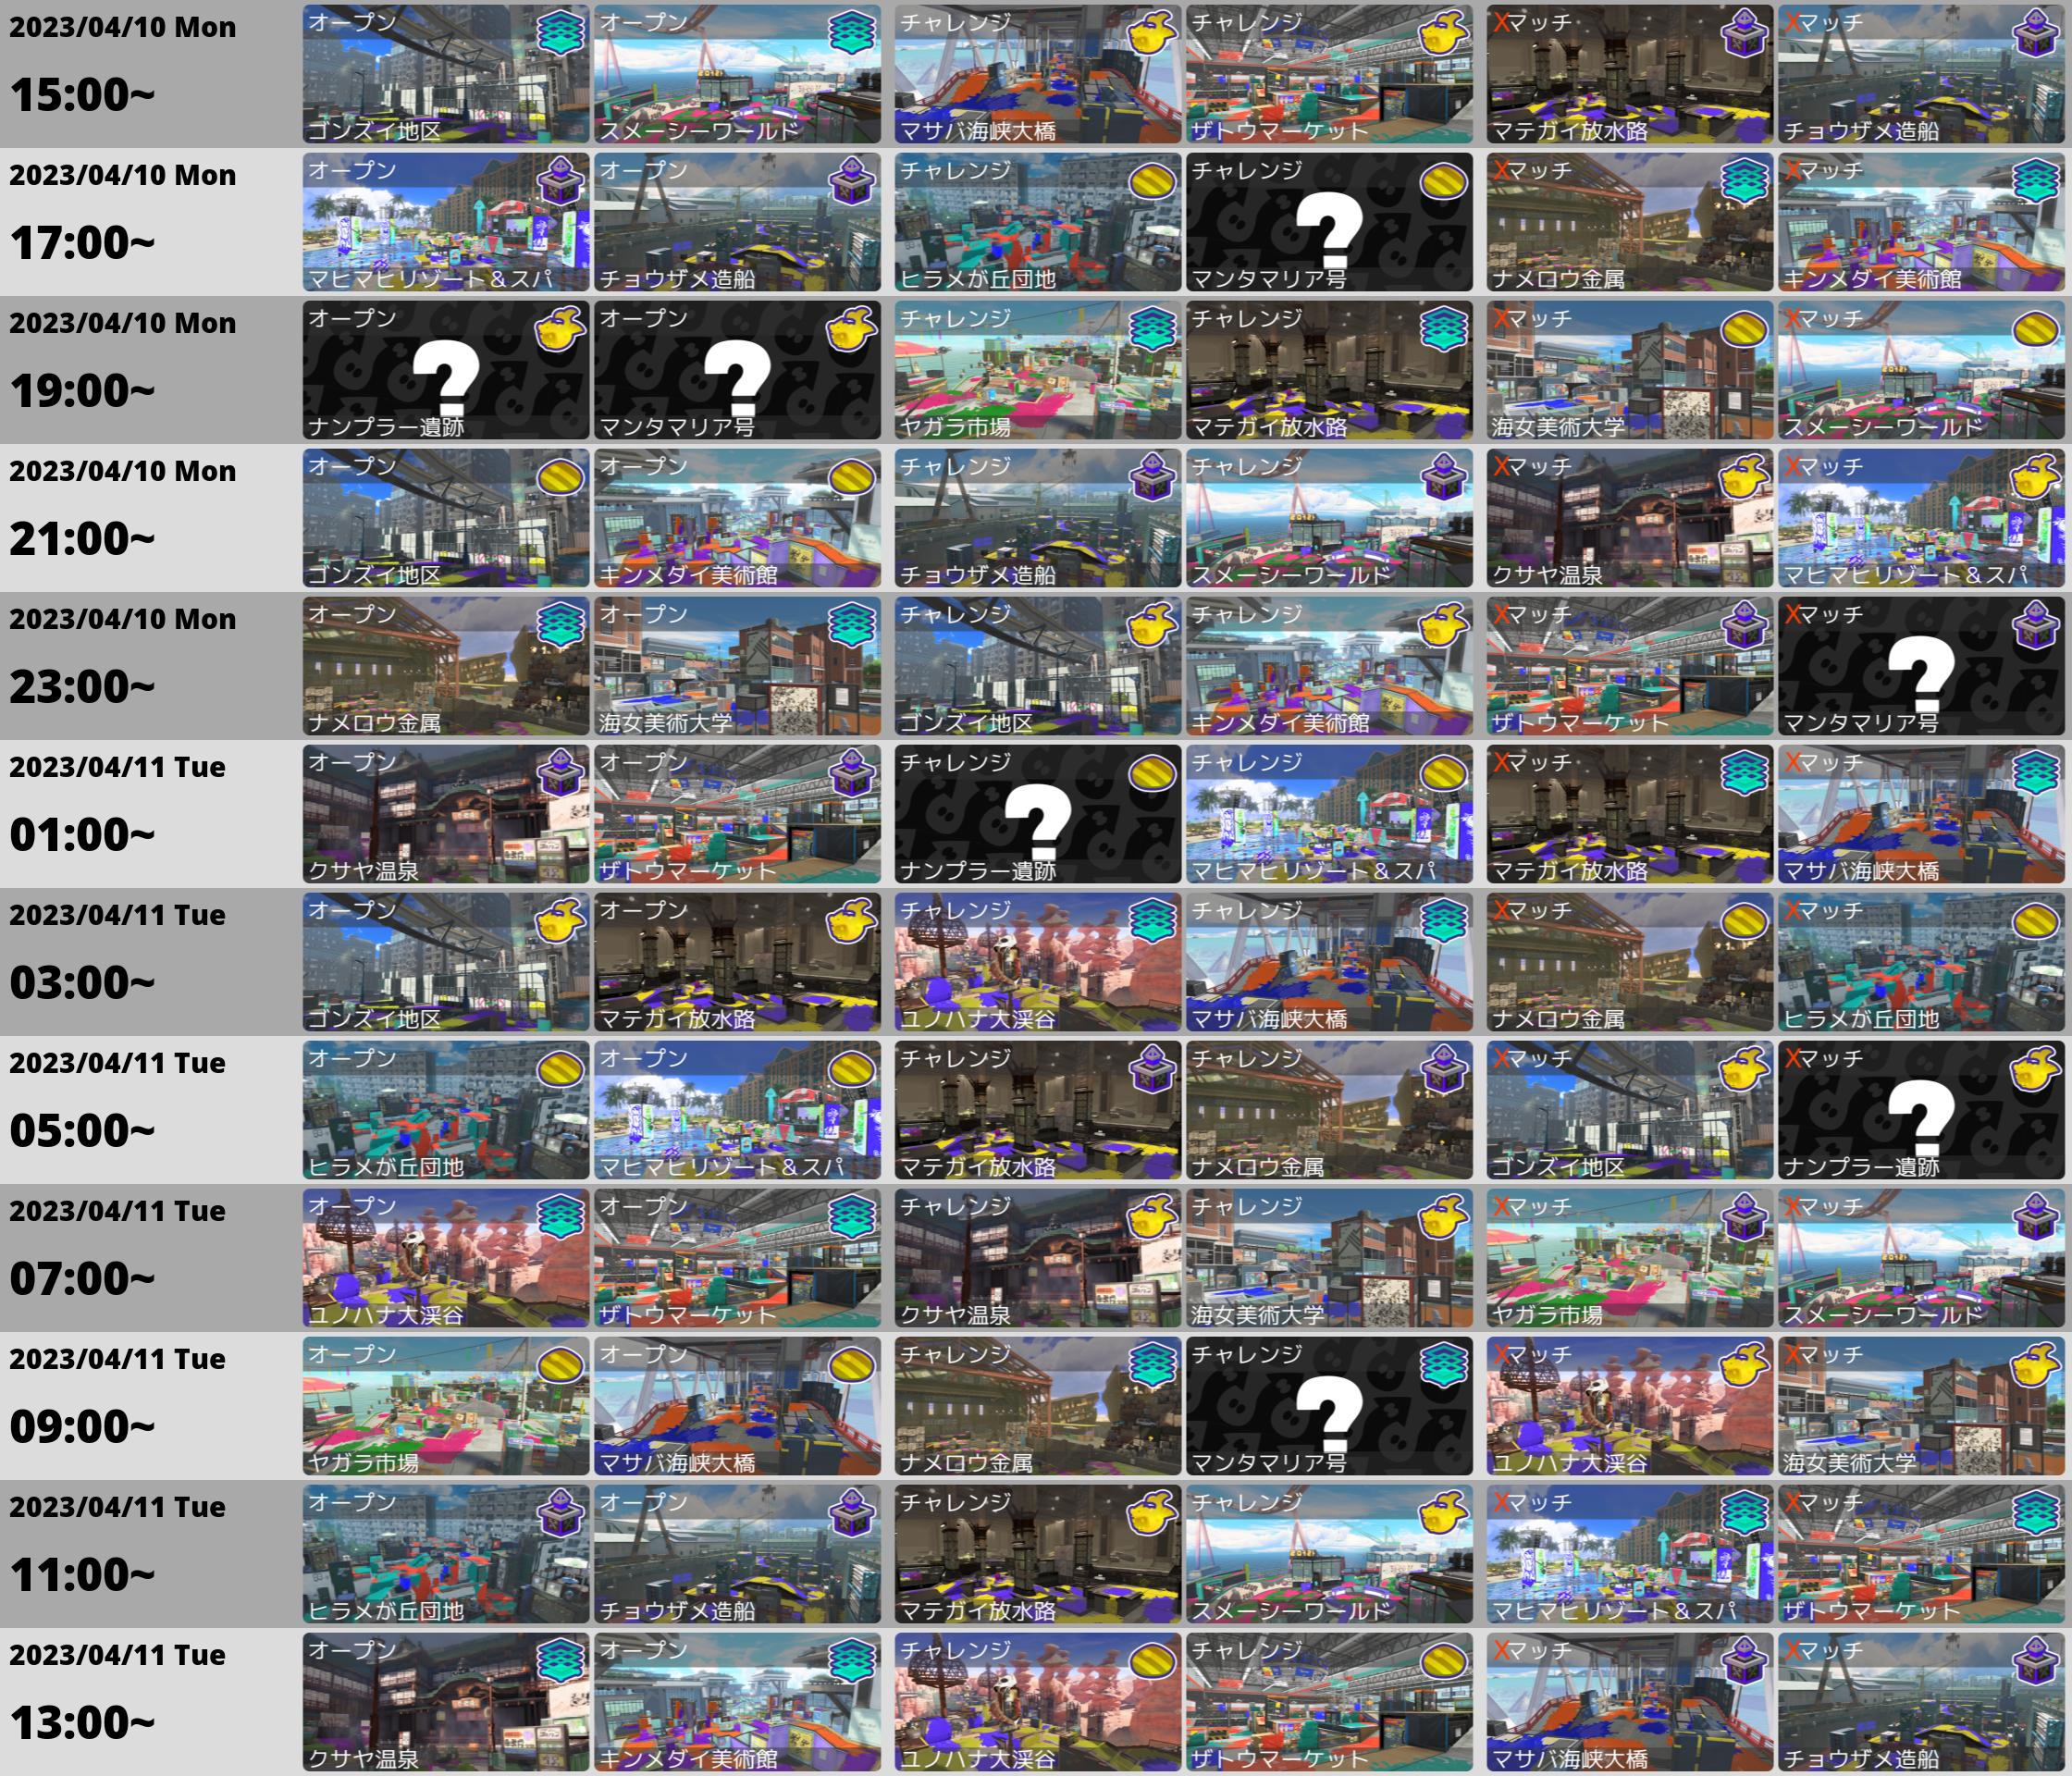 2023/04/10 Mon
15:00~
オープン
ゴンズイ地区
オープン
スメーシーワールド
チャレンジ
マサバ海峡大橋
チャレンジ
ザトウマーケット
Xマッチ
マテガイ放水路
Xマッチ
チョウザメ造船
2023/04/10 Mon
17:00~
オープン
マヒマヒリゾート＆スパ
オープン
チョウザメ造船
チャレンジ
ヒラメが丘団地
チャレンジ
?
マンタマリア号
Xマッチ
ナメロウ金属
Xマッチ
キンメダイ美術館
2023/04/10 Mon
19:00~
オープン
?
ナンプラー遺跡
オープン
?
マンタマリア号
チャレンジ
ヤガラ市場
チャレンジ
マテガイ放水路
Xマッチ
海女美術大学
Xマッチ
スメーシーワールド
2023/04/10 Mon
21:00~
オープン
ゴンズイ地区
オープン
キンメダイ美術館
チャレンジ
チョウザメ造船
チャレンジ
スメーシーワールド
Xマッチ
クサヤ温泉
Xマッチ
マヒマヒリゾート＆スパ
2023/04/10 Mon
23:00~
オープン
ナメロウ金属
オープン
海女美術大学
チャレンジ
ゴンズイ地区
チャレンジ
キンメダイ美術館
Xマッチ
ザトウマーケット
Xマッチ
?
マンタマリア号
2023/04/11 Tue
01:00~
オープン
クサヤ温泉
オープン
ザトウマーケット
チャレンジ
?
ナンプラー遺跡
チャレンジ
マヒマヒリゾート＆スパ
Xマッチ
マテガイ放水路
Xマッチ
マサバ海峡大橋
2023/04/11 Tue
03:00~
オープン
ゴンズイ地区
オープン
マテガイ放水路
チャレンジ
ユノハナ大渓谷
チャレンジ
マサバ海峡大橋
Xマッチ
ナメロウ金属
Xマッチ
ヒラメが丘団地
2023/04/11 Tue
05:00~
オープン
ヒラメが丘団地
オープン
マヒマヒリゾート＆スパ
チャレンジ
マテガイ放水路
チャレンジ
ナメロウ金属
Xマッチ
ゴンズイ地区
Xマッチ
?
ナンプラー遺跡
2023/04/11 Tue
07:00~
オープン
ユノハナ大渓谷
オープン
ザトウマーケット
チャレンジ
クサヤ温泉
チャレンジ
海女美術大学
Xマッチ
ヤガラ市場
Xマッチ
スメーシーワールド
2023/04/11 Tue
09:00~
オープン
ヤガラ市場
オープン
マサバ海峡大橋
チャレンジ
ナメロウ金属
チャレンジ
?
マンタマリア号
Xマッチ
ユノハナ大渓谷
Xマッチ
海女美術大学
2023/04/11 Tue
11:00~
オープン
ヒラメが丘団地
オープン
チョウザメ造船
チャレンジ
マテガイ放水路
チャレンジ
スメーシーワールド
Xマッチ
マヒマヒリゾート＆スパ
Xマッチ
ザトウマーケット
2023/04/11 Tue
13:00~
オープン
クサヤ温泉
オープン
キンメダイ美術館
チャレンジ
ユノハナ大渓谷
チャレンジ
ザトウマーケット
Xマッチ
マサバ海峡大橋
Xマッチ
チョウザメ造船